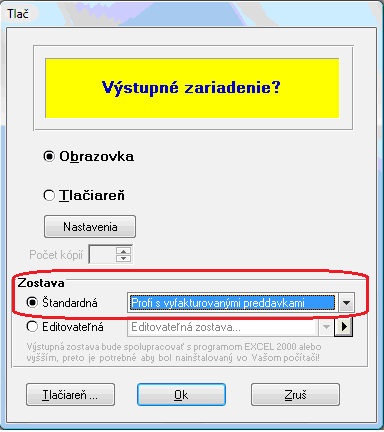 Tlač
Výstupné zariadenie?
Obrazovka
Tlačiareň
Nastavenia
Počet kópií
Zostava
Štandardná Profi s vyfakturovanými preddavkami
Editovateľná Editovateľná zostava...
Výstupná zostava bude spolupracovať s programom EXCEL 2000 alebo
vyšším, preto je potrebné aby bol nainštalovaný vo Vašom počítači!
Tlačiareň ... Ok Zruš